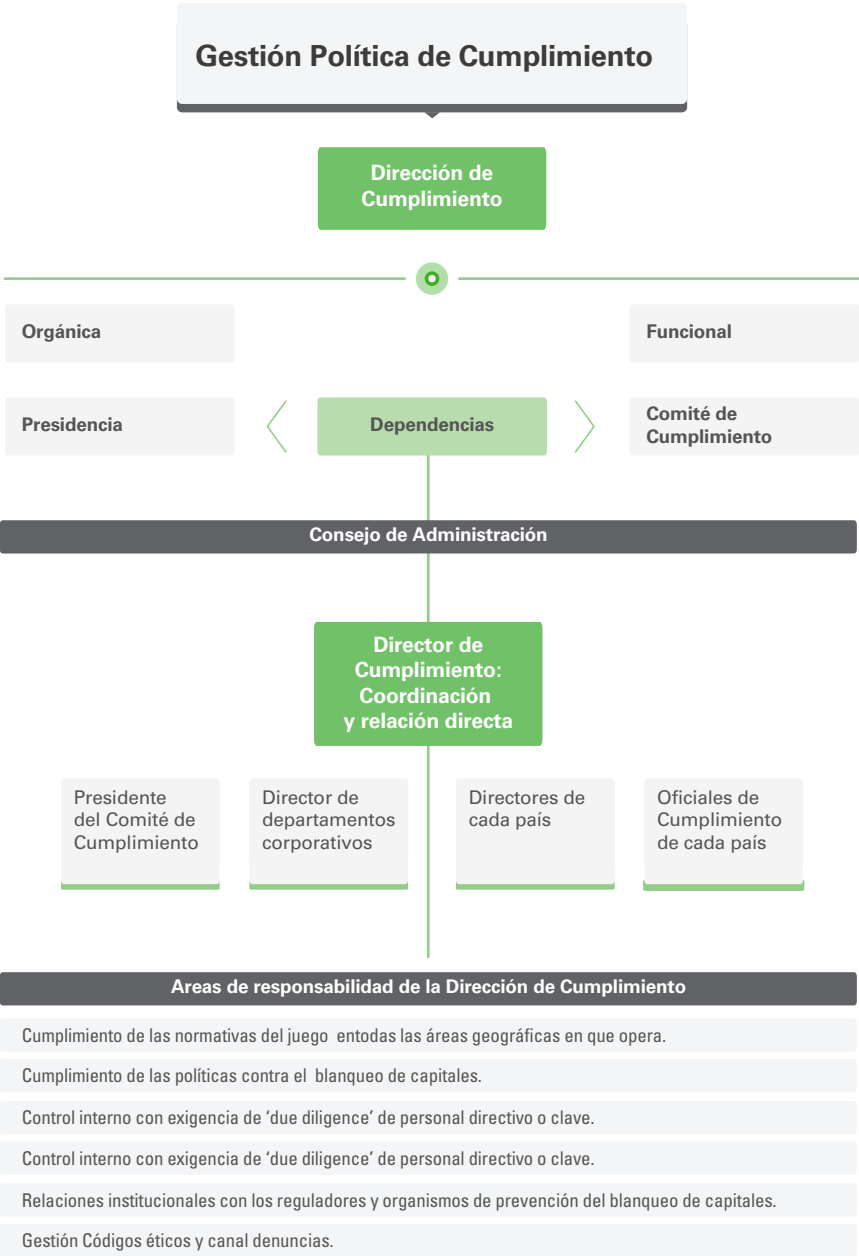 Gestión Política de Cumplimiento
Dirección de
Cumplimiento
Orgánica
Funcional
Presidencia
Dependencias
Comité de
Cumplimiento
Consejo de Administración
Director de
Cumplimiento:
Coordinación
y relación directa
Presidente
del Comité de
Cumplimiento
Director de
departamentos
corporativos
Directores de
cada país
Oficiales de
Cumplimiento
de cada país
Areas de responsabilidad de la Dirección de Cumplimiento
Cumplimiento de las normativas del juego entodas las áreas geográficas en que opera.
Cumplimiento de las políticas contra el blanqueo de capitales.
Control interno con exigencia de ‘due diligence’ de personal directivo o clave.
Control interno con exigencia de ‘due diligence’ de personal directivo o clave.
Relaciones institucionales con los reguladores y organismos de prevención del blanqueo de capitales.
Gestión Códigos éticos y canal denuncias.